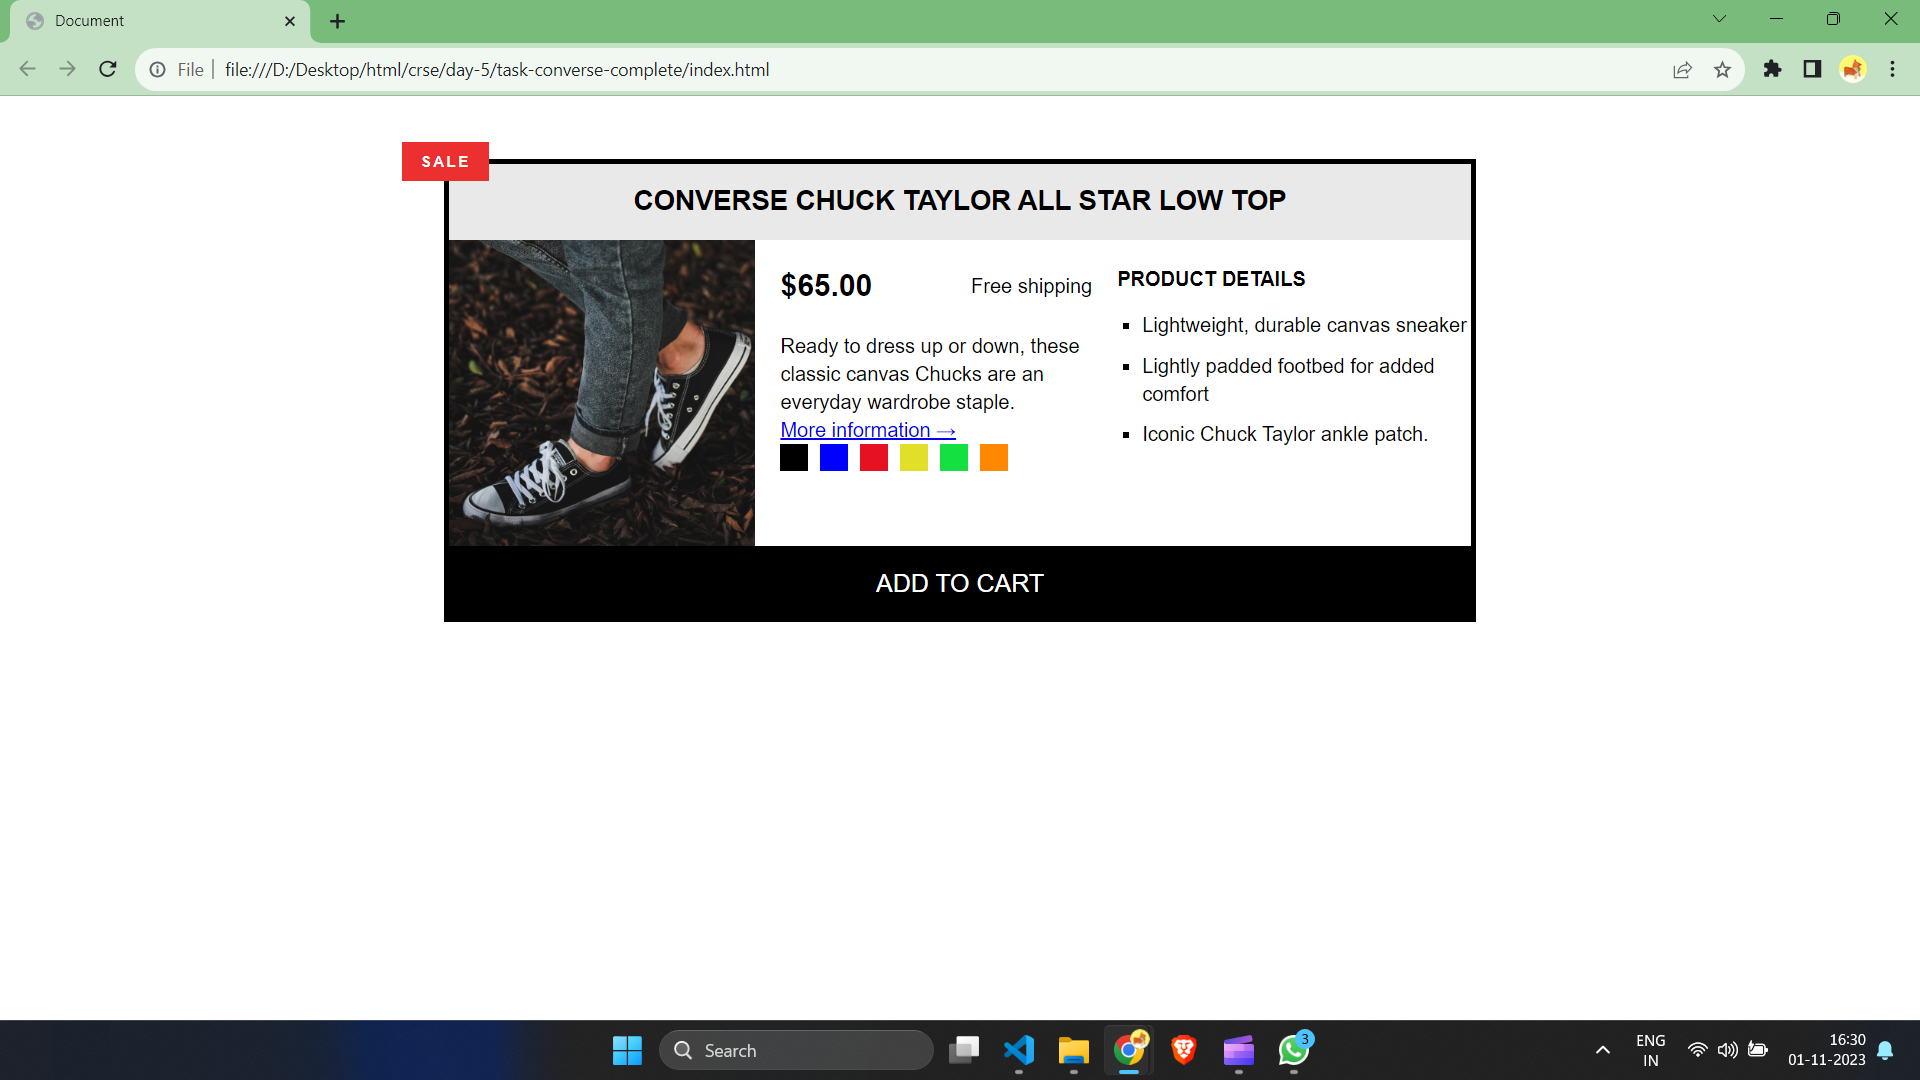 Document
File
file:///D:/Desktop/html/crse/day-5/task-converse-complete/index.html
SALE
CONVERSE CHUCK TAYLOR ALL STAR LOW TOP
$65.00
Free shipping
Ready to dress up or down, these
classic canvas Chucks are an
everyday wardrobe staple.
More information →
PRODUCT DETAILS
Lightweight, durable canvas sneaker
Lightly padded footbed for added
comfort
Iconic Chuck Taylor ankle patch.
ADD TO CART
Search
3
ENG
IN
16:30
01-11-2023